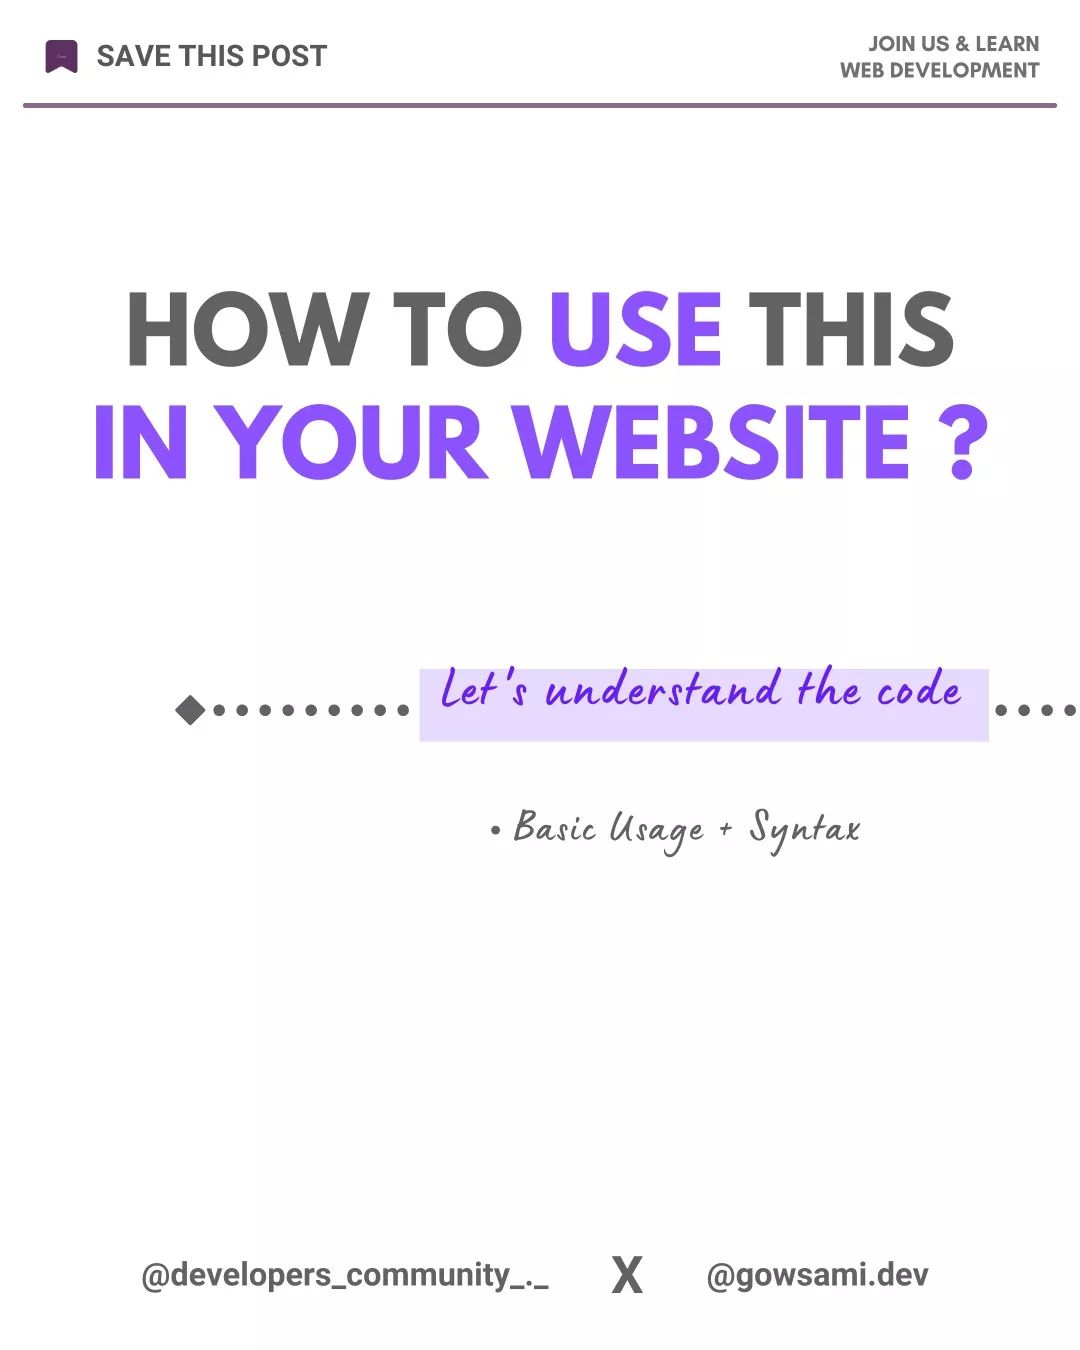 SAVE THIS POST
JOIN US & LEARN
WEB DEVELOPMENT
HOW TO USE THIS
IN YOUR WEBSITE ?
Let's understand the code
• Basic Usage + Syntax
@developers_community_._ X @gowsami.dev